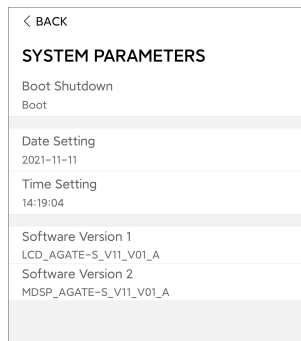 < BACK
SYSTEM PARAMETERS
Boot Shutdown
Boot
Date Setting
2021-11-11
Time Setting
14:19:04
Software Version 1
LCD_AGATE-S_V11_V01_A
Software Version 2
MDSP_AGATE-S_V11_V01_A